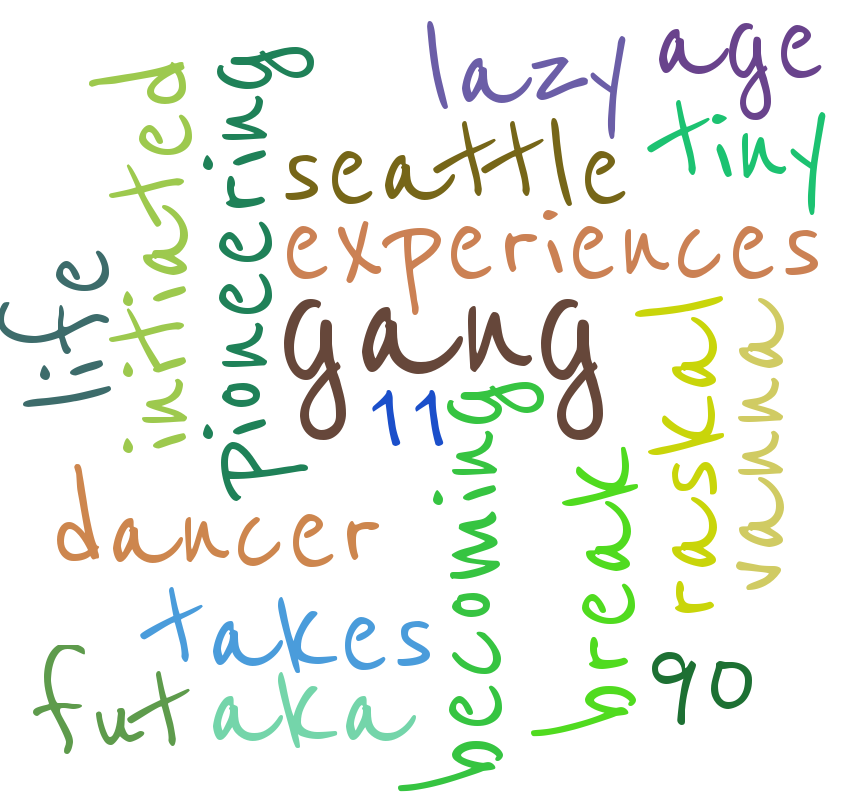 lazy
age
initiated
pioneering
seattle
tiny
experiences
life
gang
11
raskal
vanna
becoming
break
dancer
takes
90
fut
aka